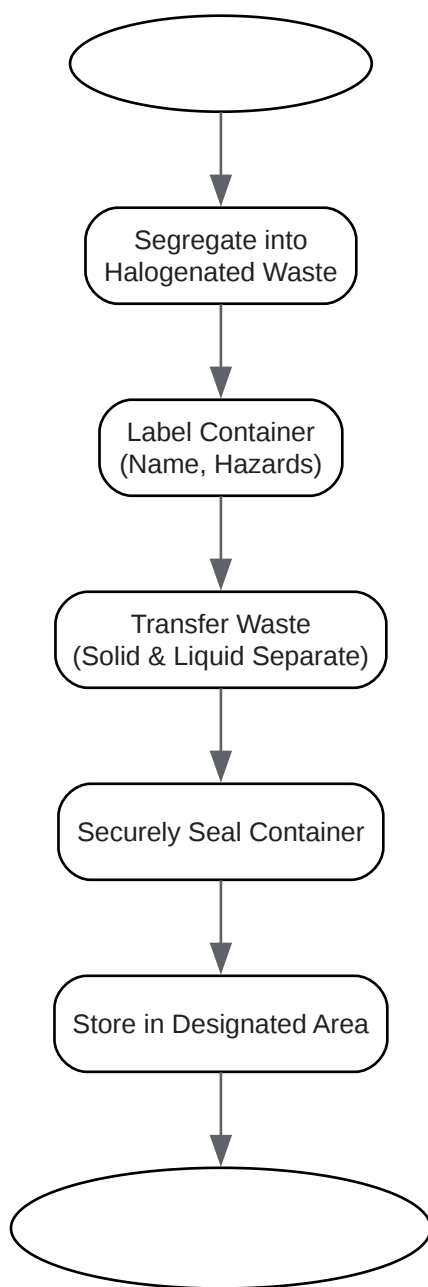 Segregate into
Halogenated Waste
Label Container
(Name, Hazards)
Transfer Waste
(Solid & Liquid Separate)
Securely Seal Container
Store in Designated Area